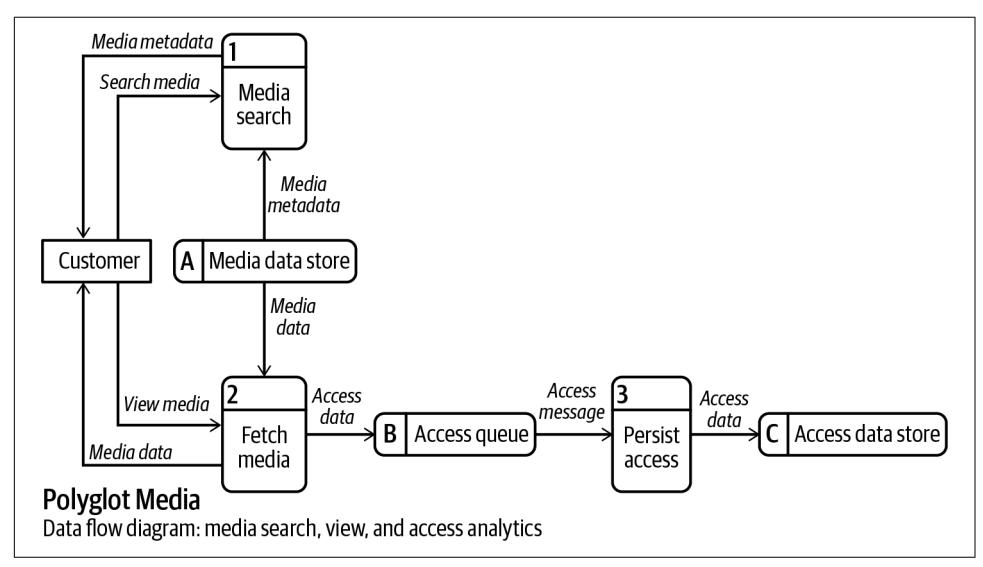 Media metadata
1
Search media
Media
search
Media
metadata
Customer
A
Media data store
Media
data
2
View media
Fetch
media
Media data
Access
data
B
Access queue
Access
message
3
Persist
access
Access
data
C
Access data store
Polyglot Media
Data flow diagram: media search, view, and access analytics